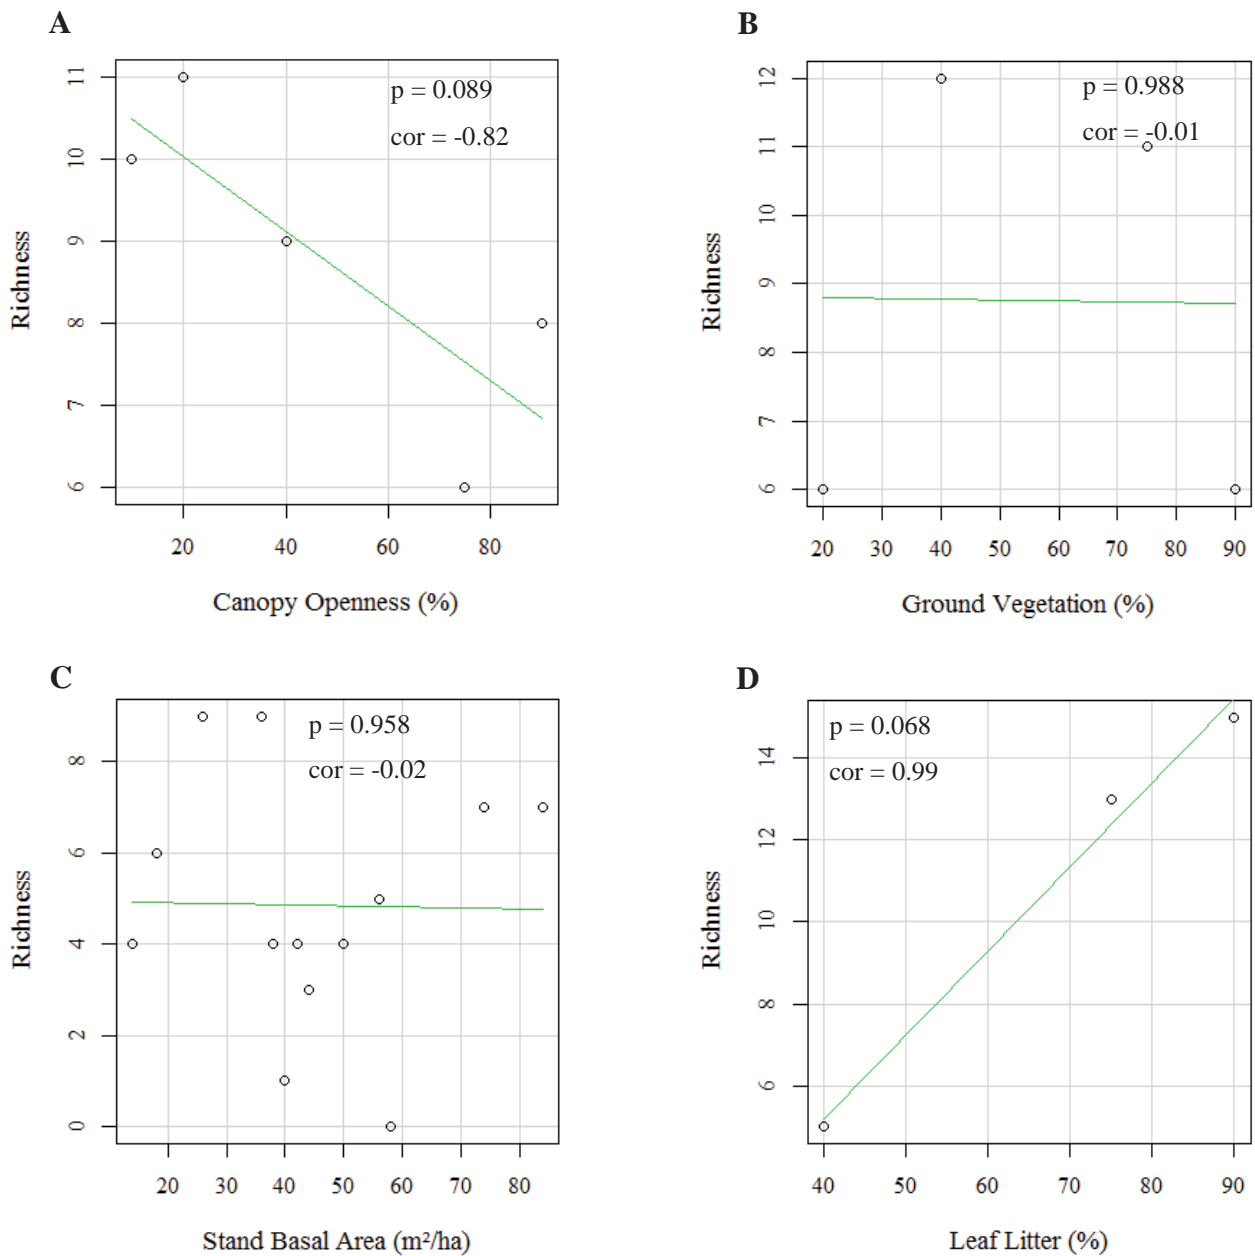 A
p = 0.089
cor = -0.82
11
10
9
8
7
6
Richness
20 40 60 80
Canopy Openness (%)
B
p = 0.988
cor = -0.01
12
11
10
9
8
7
6
Richness
20 30 40 50 60 70 80 90
Ground Vegetation (%)
C
p = 0.958
cor = -0.02
8
6
4
2
0
Richness
20 30 40 50 60 70 80
Stand Basal Area (m²/ha)
D
p = 0.068
cor = 0.99
14
12
10
8
6
Richness
40 50 60 70 80 90
Leaf Litter (%)